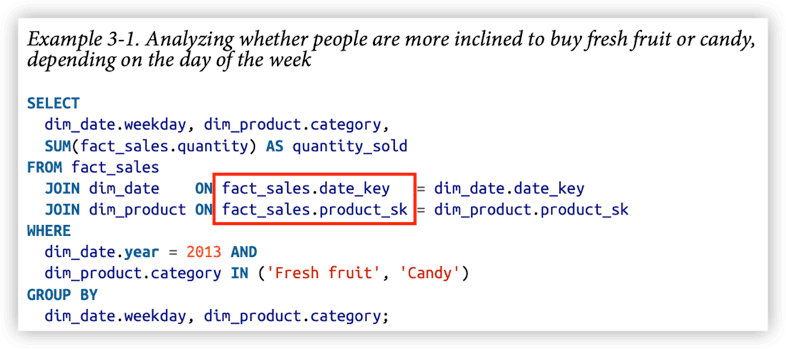 Example 3-1. Analyzing whether people are more inclined to buy fresh fruit or candy,
depending on the day of the week
SELECT
dim_date.weekday, dim_product.category,
SUM(fact_sales.quantity) AS quantity_sold
FROM fact_sales
JOIN dim_date ON fact_sales.date_key = dim_date.date_key
JOIN dim_product ON fact_sales.product_sk = dim_product.product_sk
WHERE
dim_date.year = 2013 AND
dim_product.category IN ('Fresh fruit', 'Candy')
GROUP BY
dim_date.weekday, dim_product.category;